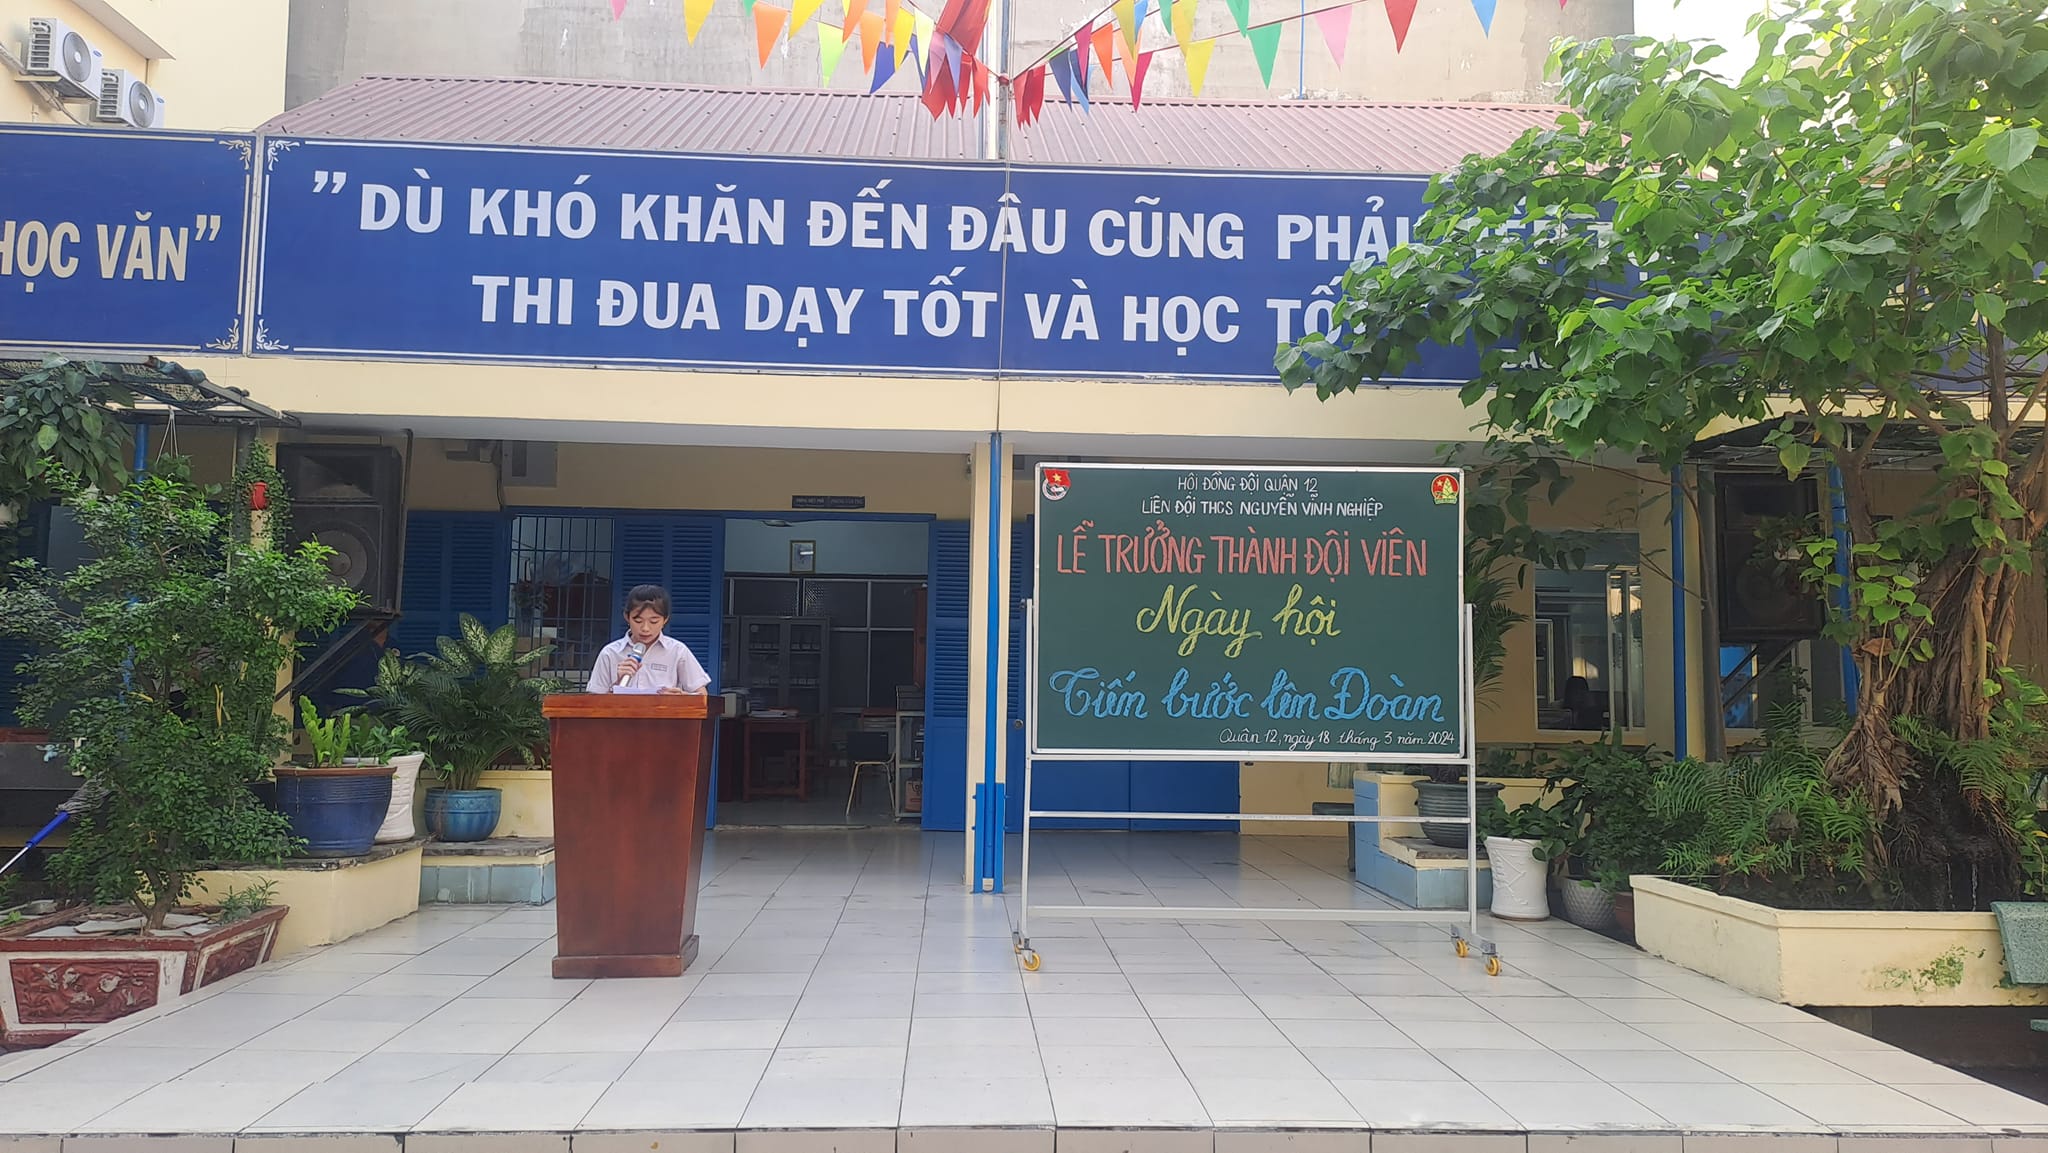 HỌC VĂN”
”DÙ KHÓ KHĂN ĐẾN ĐÂU CŨNG PHẢI
THI ĐUA DẠY TỐT VÀ HỌC TỐT
HỘI ĐỒNG ĐỘI QUẬN 12
LIÊN ĐỘI THCS NGUYỄN VĨNH NGHIỆP
LỄ TRƯỞNG THÀNH ĐỘI VIÊN
Ngày hội
Tiến bước lên Đoàn
Quận 12, ngày 18 tháng 3 năm 2024